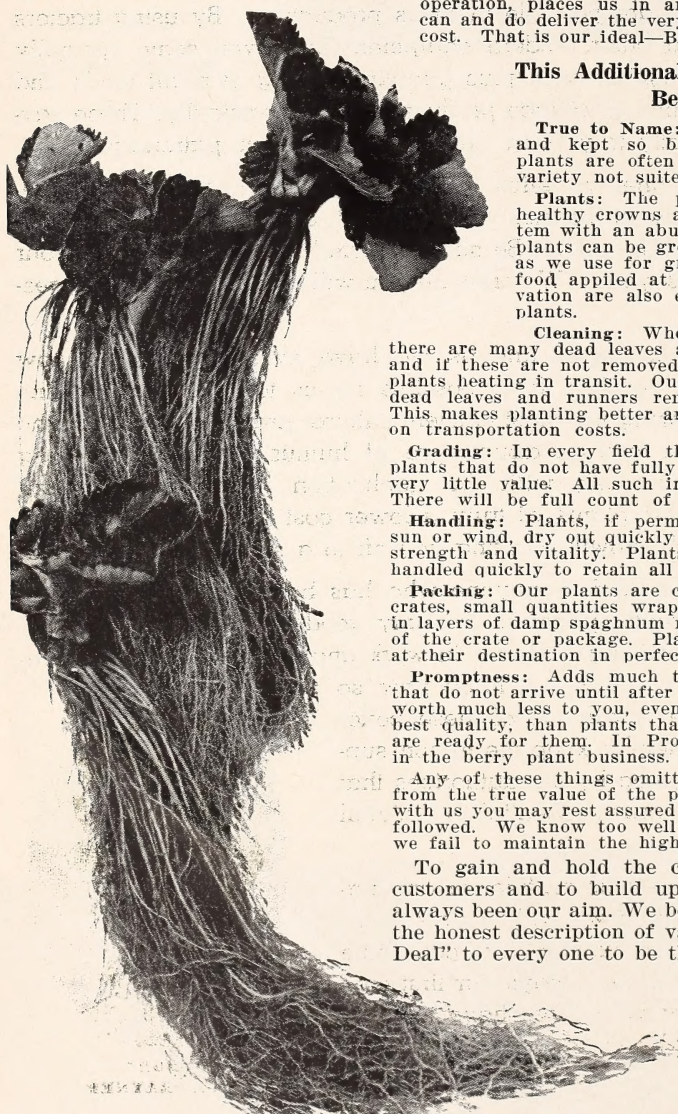 operation, places us in an
can and do deliver the ver
cost. That is our ideal—B
This Additional
Be
True to Name:
and kept so b
plants are often
variety not suite
Plants: The p
healthy crowns a
tem with an abu
plants can be gr
as we use for g
food appiled at
vation are also e
plants.
Cleaning: Whe
there are many dead leaves a
and if these are not removed
plants heating in transit. Ou
dead leaves and runners re
This makes planting better a
on transportation costs.
Grading: In every field th
plants that do not have fully
very little value. All such i
There will be full count of
Handling: Plants, if perm
sun or wind, dry out quickly
strength and vitality. Plants
handled quickly to retain all
Packing: Our plants are c
crates, small quantities wrap
in layers of damp spaghnum
of the crate or package. Pla
at their destination in perfec
Promptness: Adds much t
that do not arrive until after
worth much less to you, even
best quality, than plants tha
are ready for them. In Pro
in the berry plant business.
Any of these things omitt
from the true value of the p
with us you may rest assured
followed. We know too well
we fail to maintain the high
To gain and hold the c
customers and to build up
always been our aim. We b
the honest description of v
Deal" to every one to be t